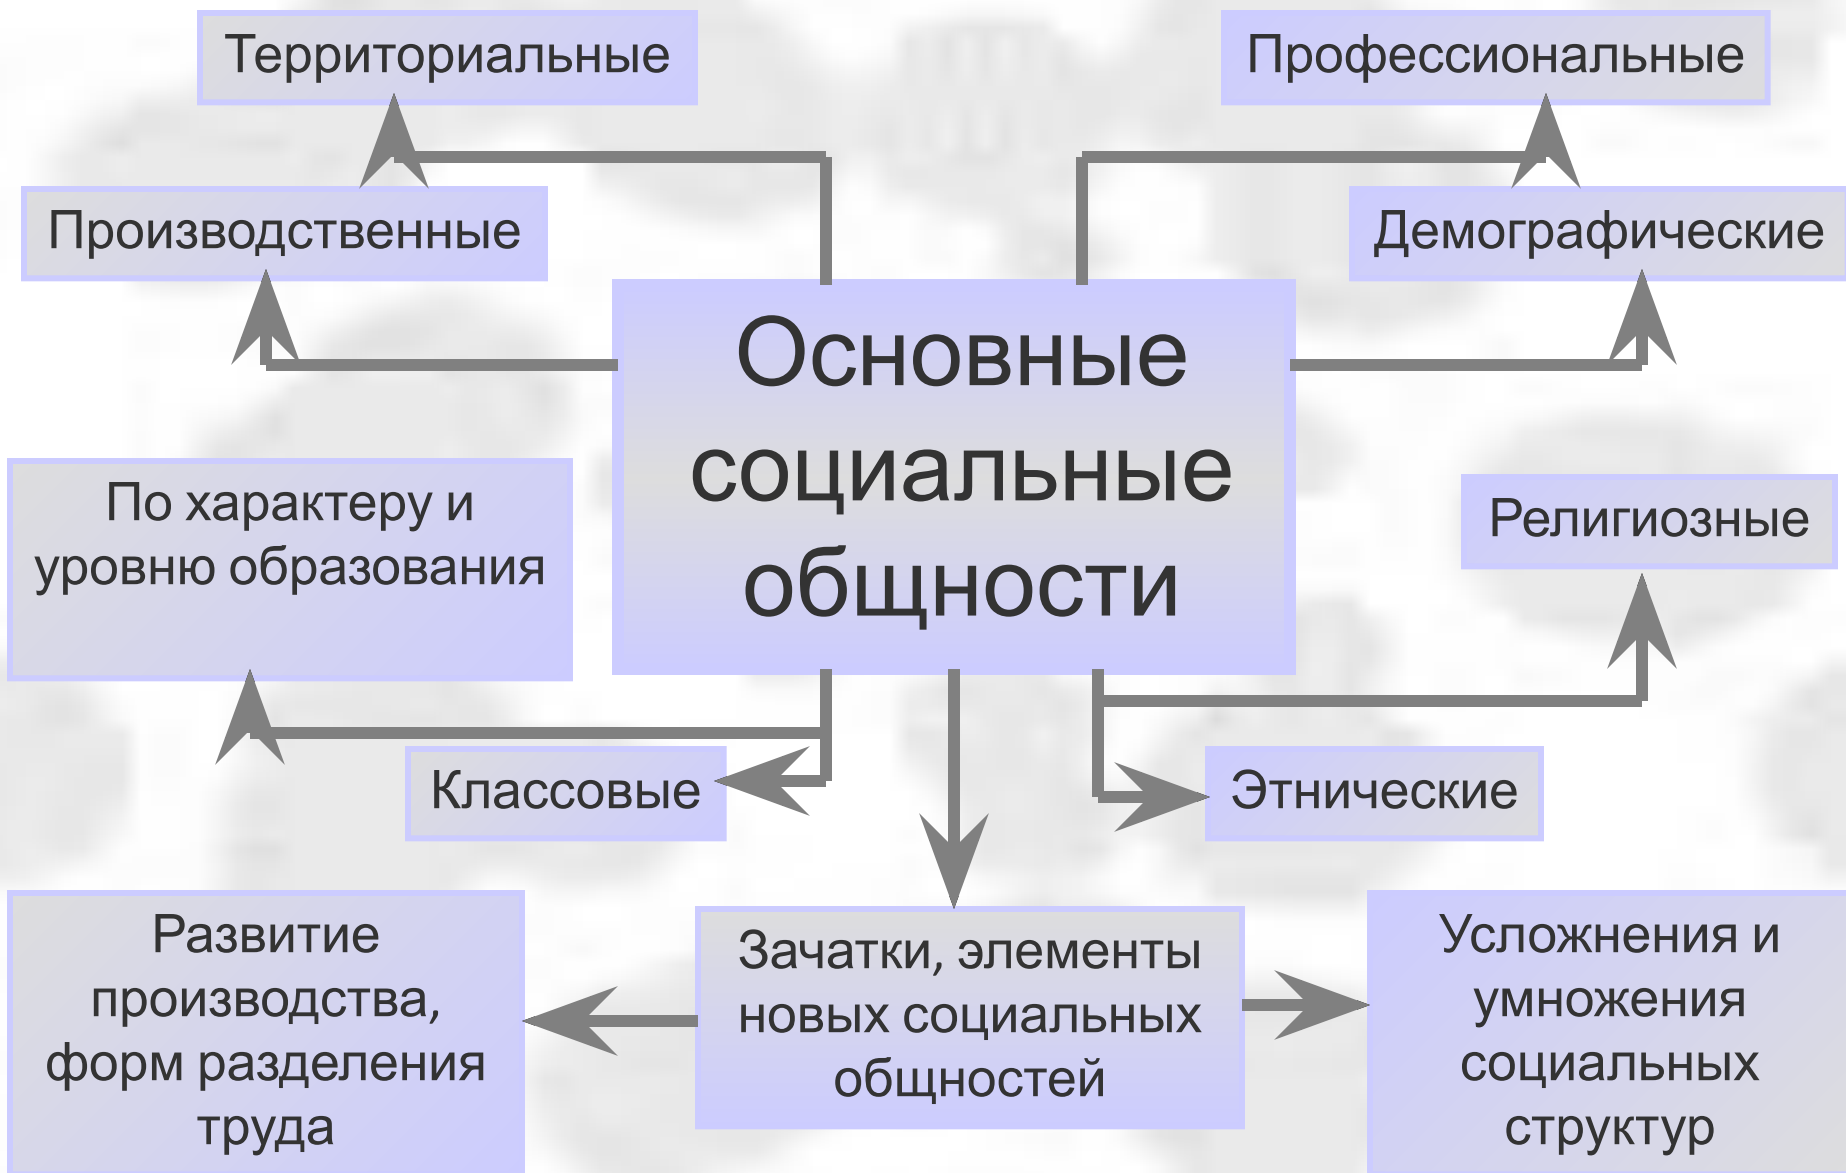 Территориальные
Профессиональные
Производственные
Демографические
Основные
социальные
общности
По характеру и
уровню образования
Религиозные
Классовые
Этнические
Развитие
производства,
форм разделения
труда
Зачатки, элементы
новых социальных
общностей
Усложнения и
умножения
социальных
структур